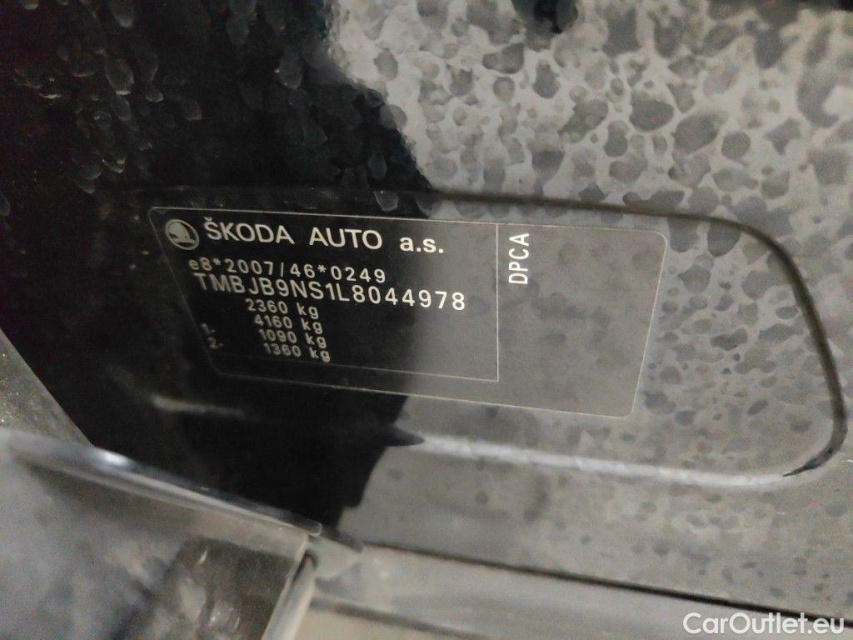 ŠKODA AUTO a.s.
e8*2007/46*0249
TMBJB9NS1L8044978
2360 kg
4160 kg
1. 1090 kg
2. 1360 kg
DPCA
CarOutlet.eu